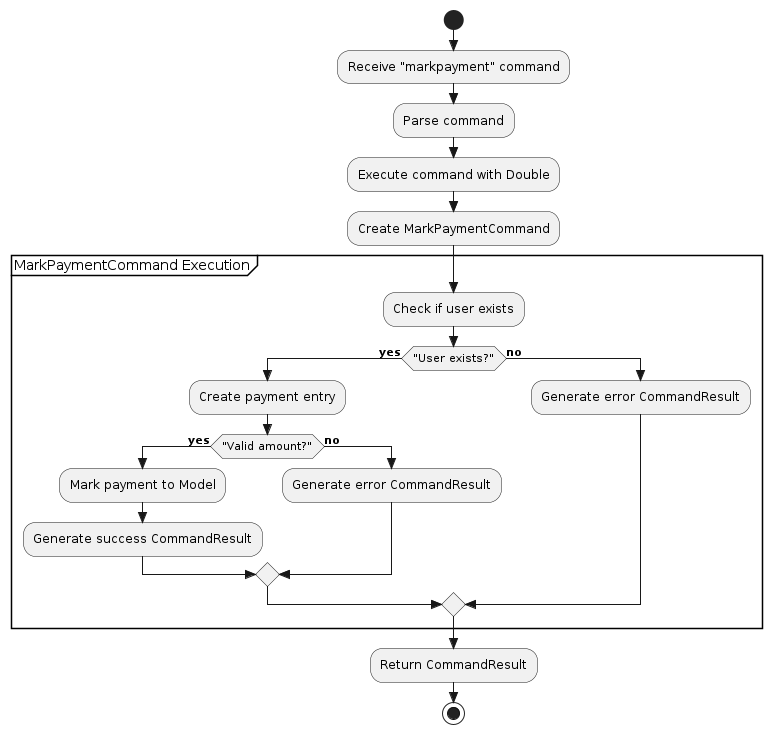 Receive "markpayment" command
Parse command
Execute command with Double
Create MarkPaymentCommand
MarkPaymentCommand Execution
Check if user exists
yes
"User exists?"
no
Create payment entry
Generate error CommandResult
yes
"Valid amount?"
no
Mark payment to Model
Generate error CommandResult
Generate success CommandResult
Return CommandResult